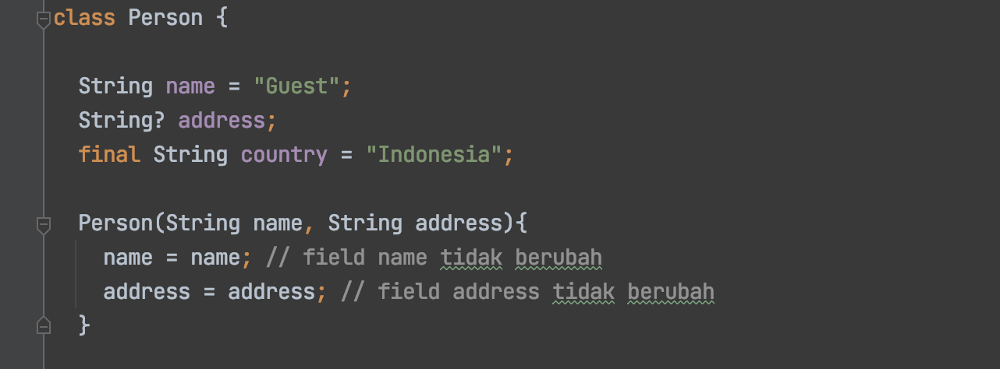 class Person {
String name = "Guest";
String? address;
final String country = "Indonesia";
Person(String name, String address){
name = name; // field name tidak berubah
address = address; // field address tidak berubah
}